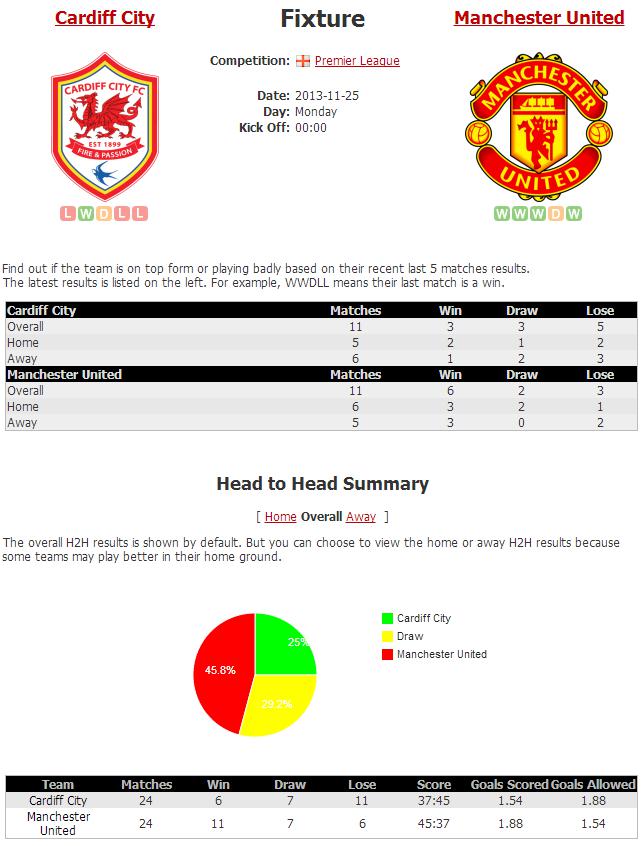 Cardiff City
Fixture
Manchester United
CARDIFF CITY FC
EST 1899
FIRE & PASSION
Competition: Premier League
Date: 2013-11-25
Day: Monday
Kick Off: 00:00
MANCHESTER
UNITED
L W D L L
W W W D W
Find out if the team is on top form or playing badly based on their recent last 5 matches results.
The latest results is listed on the left. For example, WWDLL means their last match is a win.
Cardiff City Matches Win Draw Lose
Overall 11 3 3 5
Home 5 2 1 2
Away 6 1 2 3
Manchester United Matches Win Draw Lose
Overall 11 6 2 3
Home 6 3 2 1
Away 5 3 0 2
Head to Head Summary
[ Home Overall Away ]
The overall H2H results is shown by default. But you can choose to view the home or away H2H results because
some teams may play better in their home ground.
Cardiff City
Draw
Manchester United
25%
45.8%
29.2%
Team Matches Win Draw Lose Score Goals Scored Goals Allowed
Cardiff City 24 6 7 11 37:45 1.54 1.88
Manchester
United 24 11 7 6 45:37 1.88 1.54